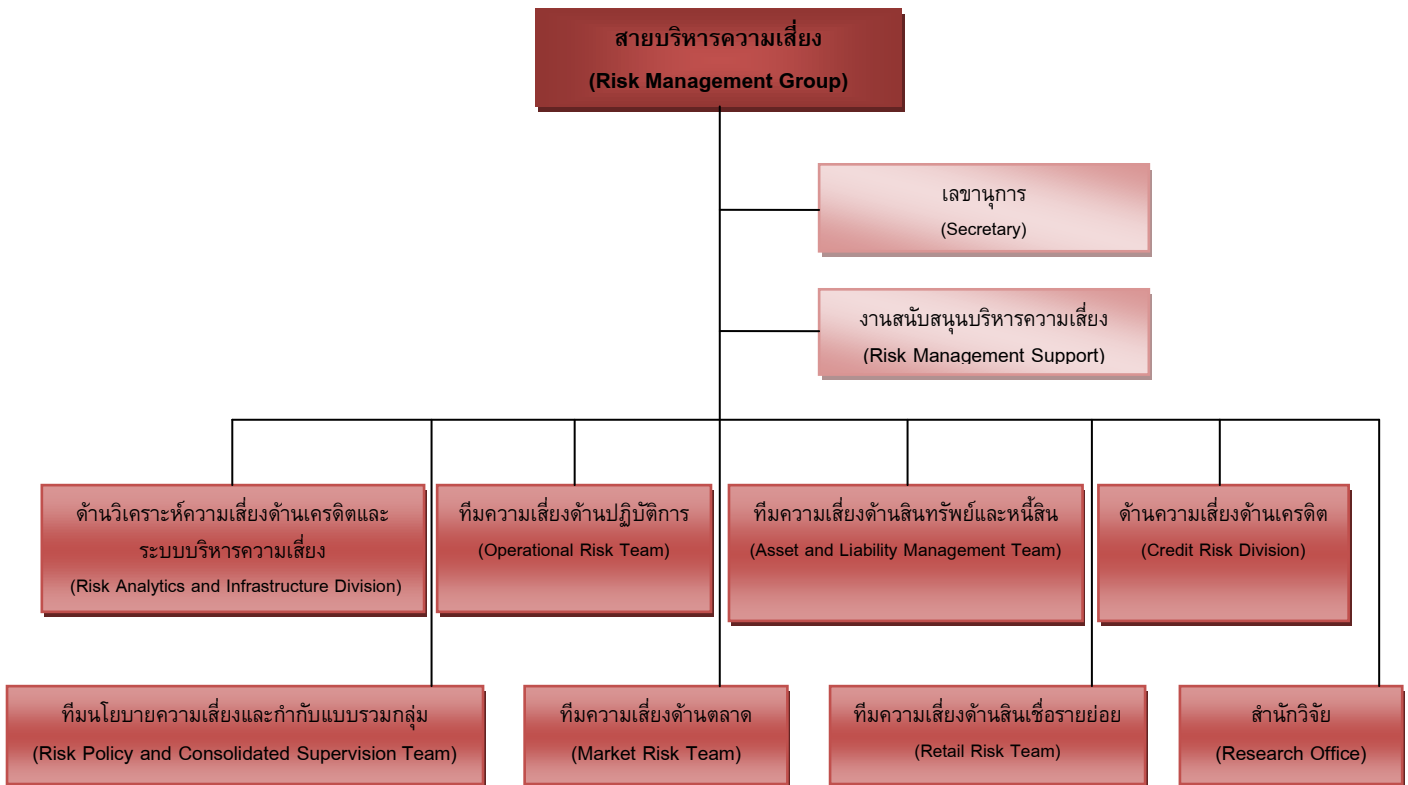 สายบริหารความเสี่ยง
(Risk Management Group)
เลขานุการ
(Secretary)
งานสนับสนุนบริหารความเสี่ยง
(Risk Management Support)
ด้านวิเคราะห์ความเสี่ยงด้านเครดิตและ
ระบบบริหารความเสี่ยง
(Risk Analytics and Infrastructure Division)
ทีมความเสี่ยงด้านปฏิบัติการ
(Operational Risk Team)
ทีมความเสี่ยงด้านสินทรัพย์และหนี้สิน
(Asset and Liability Management Team)
ด้านความเสี่ยงด้านเครดิต
(Credit Risk Division)
ทีมนโยบายความเสี่ยงและกำกับแบบรวมกลุ่ม
(Risk Policy and Consolidated Supervision Team)
ทีมความเสี่ยงด้านตลาด
(Market Risk Team)
ทีมความเสี่ยงด้านสินเชื่อรายย่อย
(Retail Risk Team)
สำนักวิจัย
(Research Office)